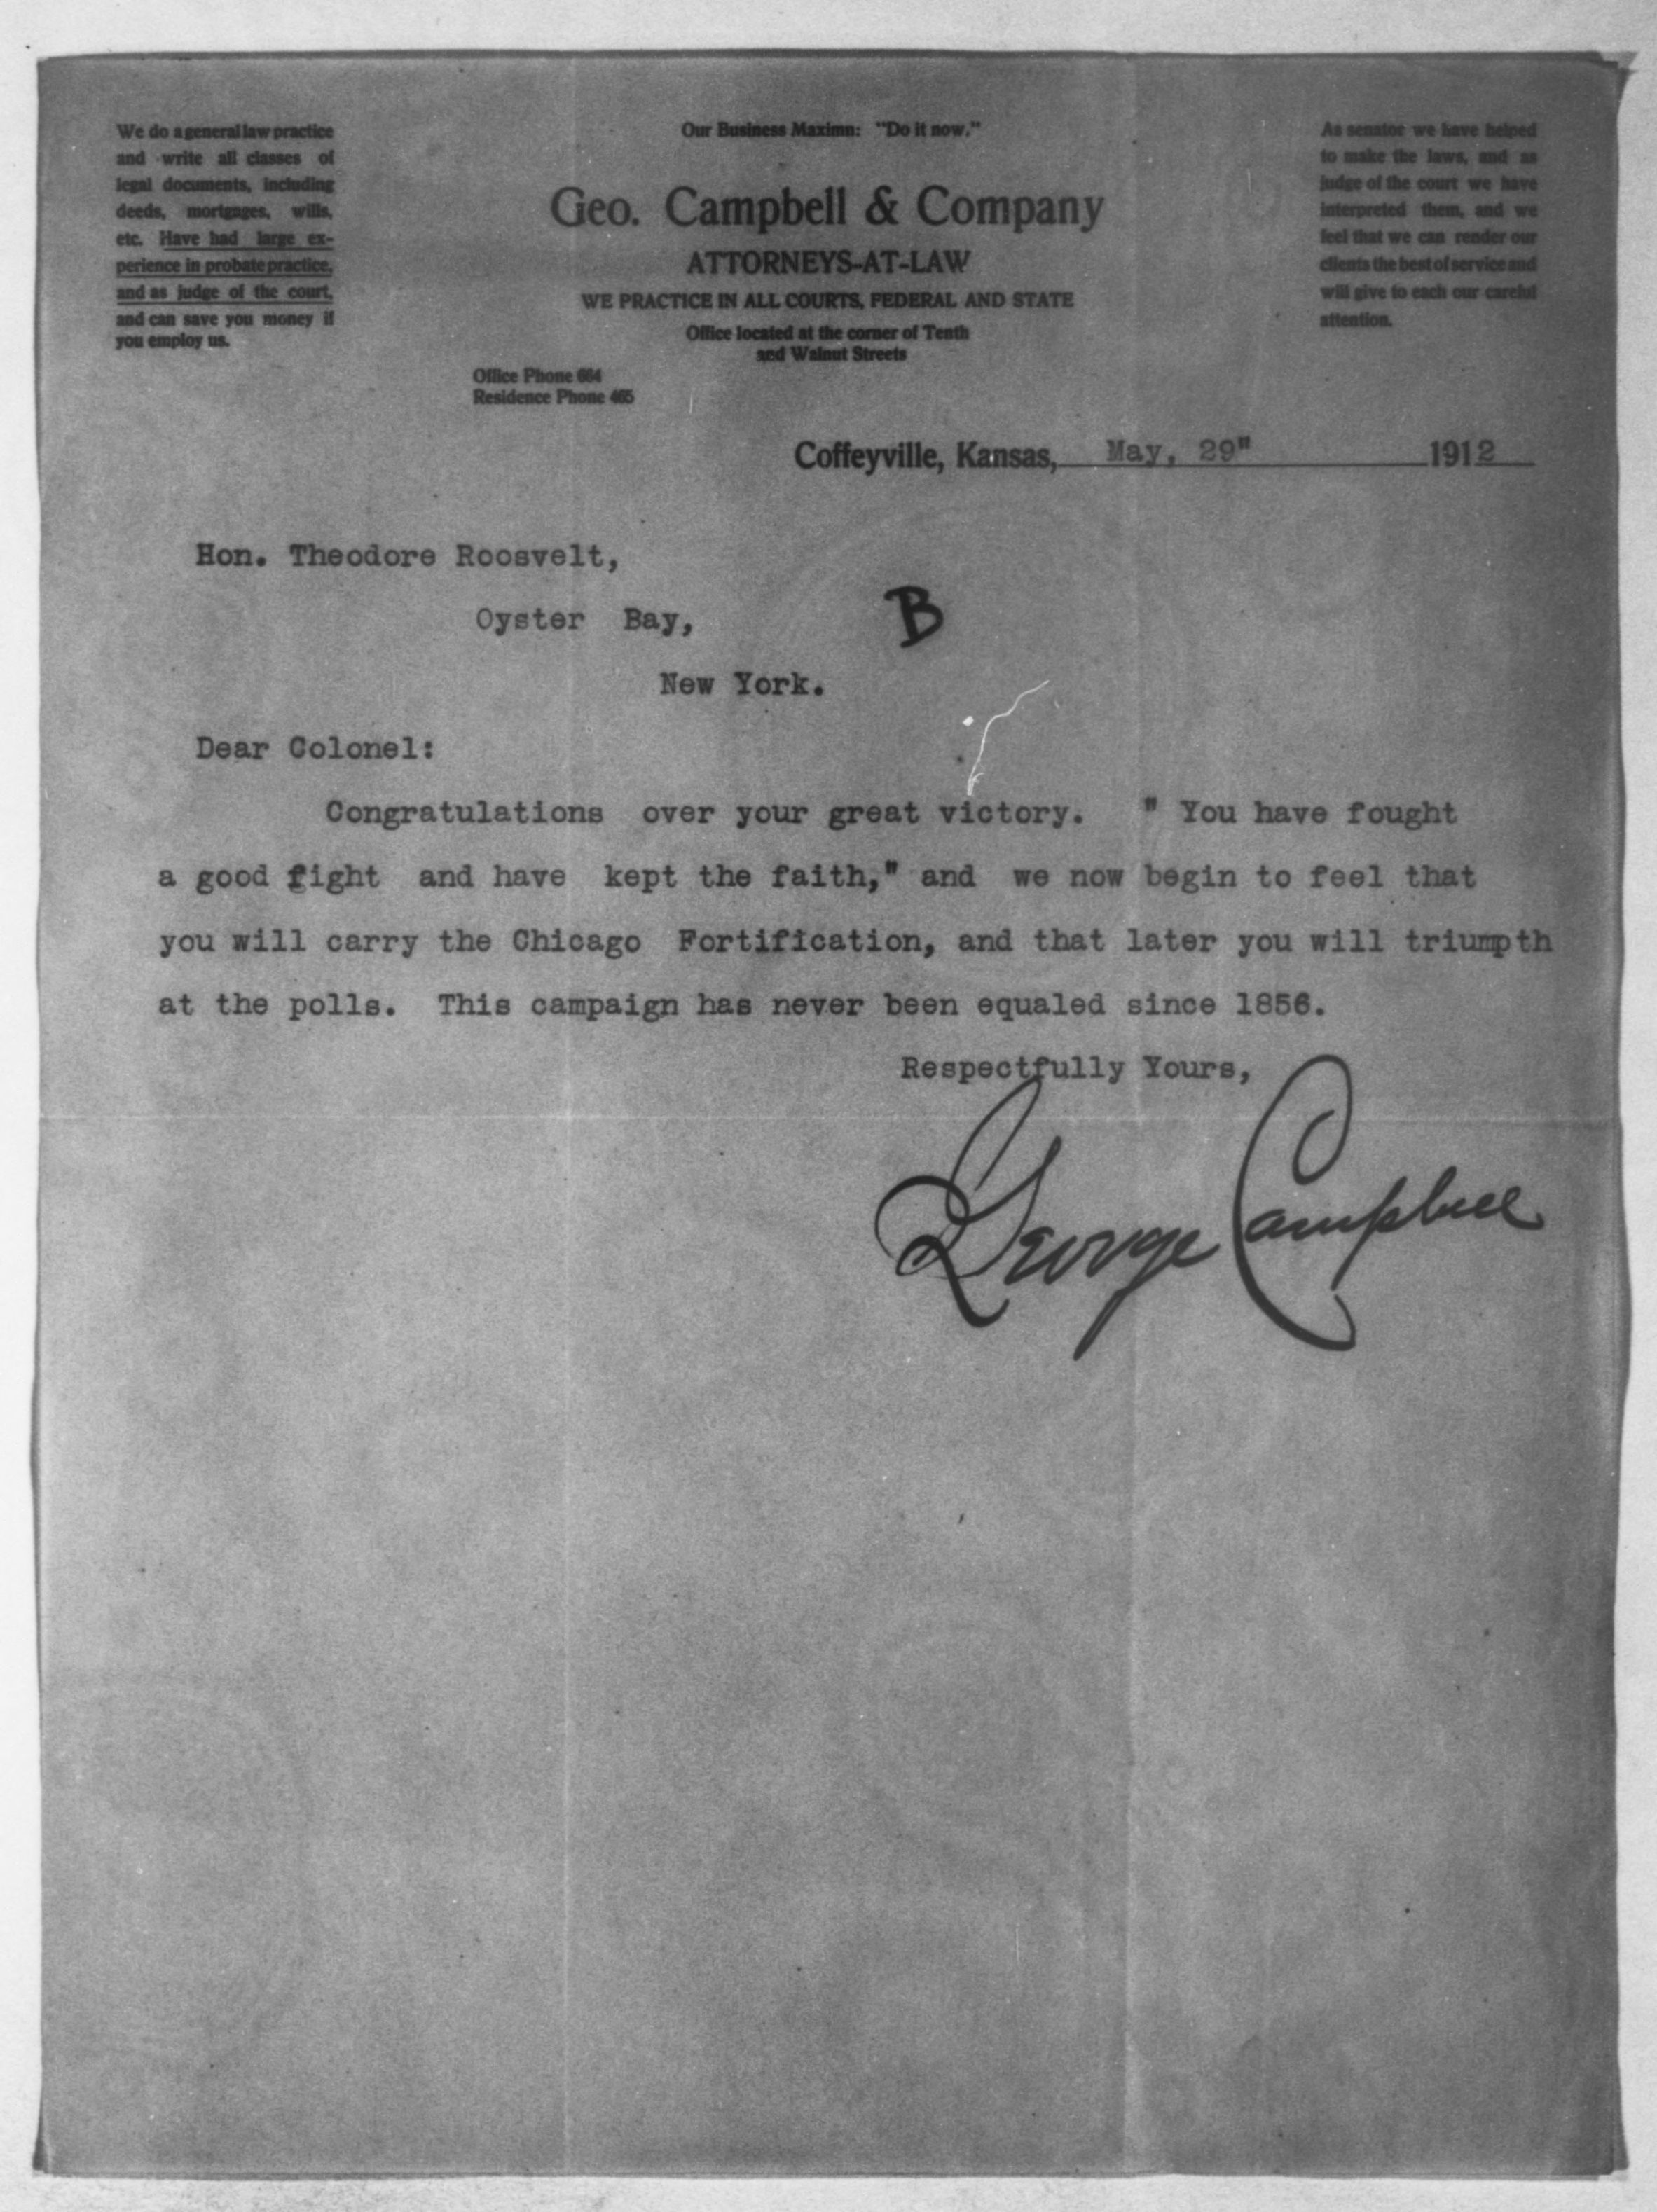 We do a general law practice
and write all classes of
legal documents, including
deeds, mortgages, wills,
etc. Have had large ex-
perience in probate practice,
and as judge of the court,
and can save you money if
you employ us.
Our Business Maximn: "Do it now."
Geo. Campbell & Company
ATTORNEYS-AT-LAW
WE PRACTICE IN ALL COURTS, FEDERAL AND STATE
Office located at the corner of Tenth
and Walnut Streets
Office Phone 664
Residence Phone 465
As senator we have helped
to make the laws, and as
judge of the court we have
interpreted them, and we
feel that we can render our
clients the best of service and
will give to each our careful
attention.
Coffeyville, Kansas, May, 29" 1912
Hon. Theodore Roosvelt,
Oyster Bay,
B
New York.
Dear Colonel:
Congratulations over your great victory. " You have fought
a good fight and have kept the faith," and we now begin to feel that
you will carry the Chicago Fortification, and that later you will triumpth
at the polls. This campaign has never been equaled since 1856.
Respectfully Yours,
George Campbell